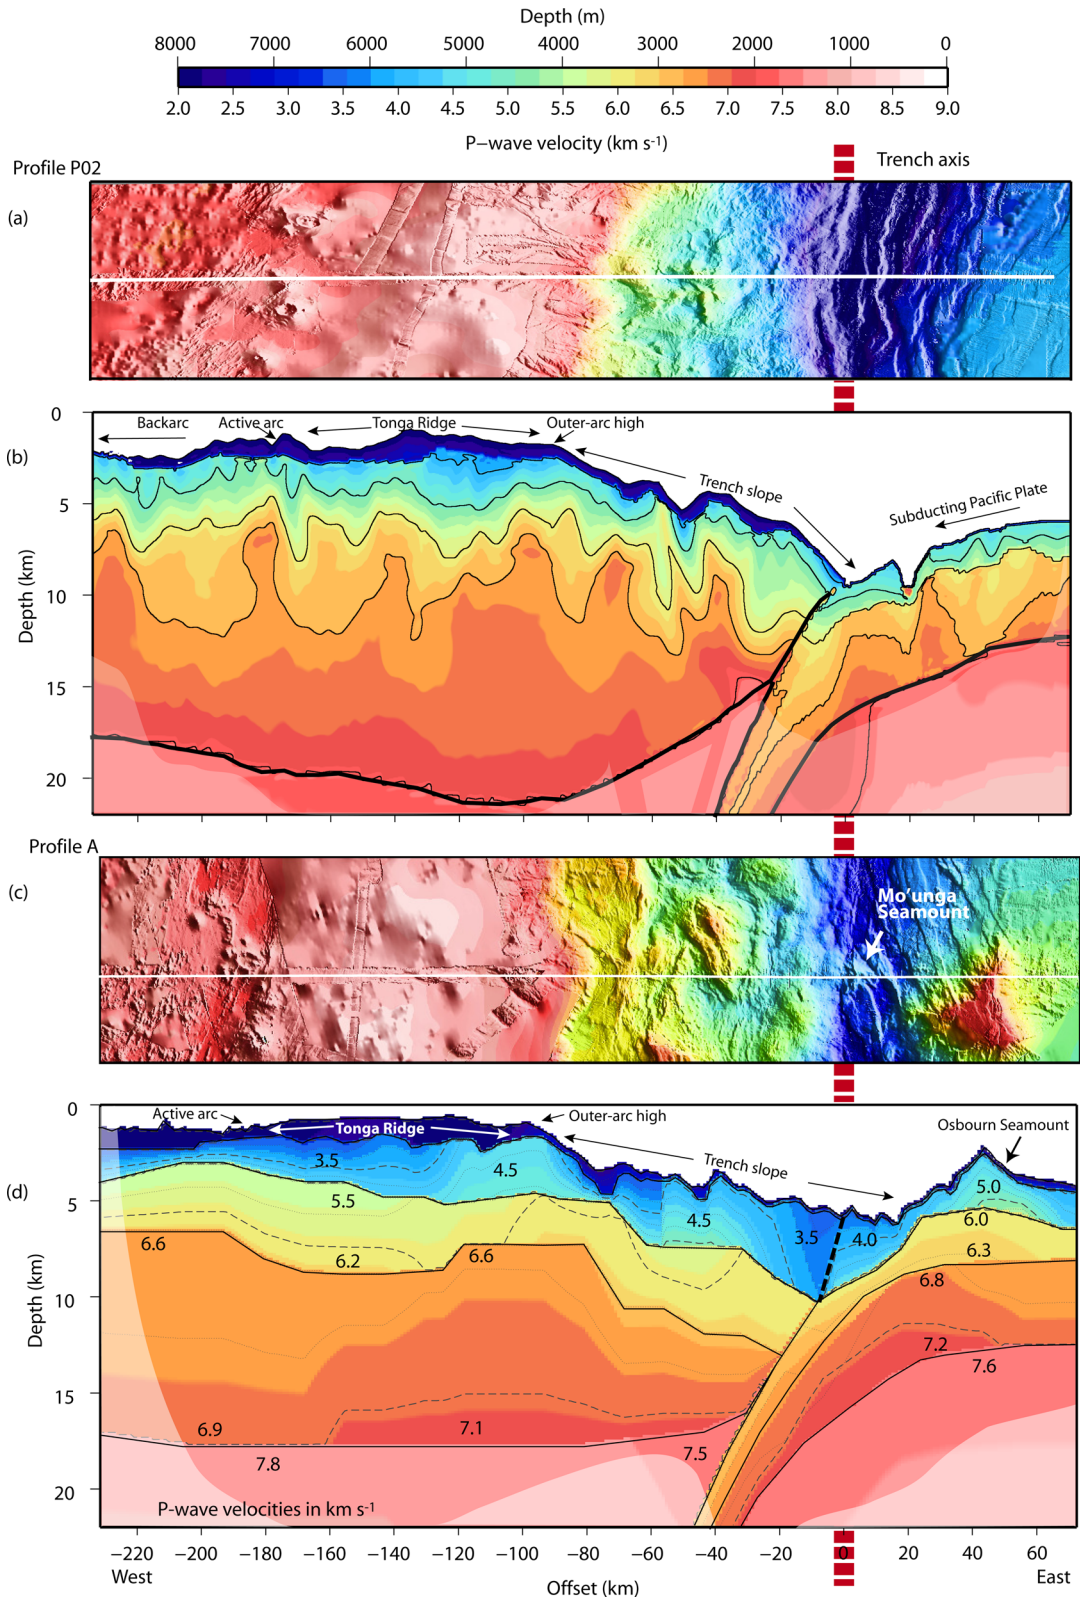 Depth (m)
8000 7000 6000 5000 4000 3000 2000 1000 0
2.0 2.5 3.0 3.5 4.0 4.5 5.0 5.5 6.0 6.5 7.0 7.5 8.0 8.5 9.0
P–wave velocity (km s-1)
Trench axis
Profile P02
(a)
(b)
0
5
10
15
20
Depth (km)
Backarc
Active arc
Tonga Ridge
Outer-arc high
Trench slope
Subducting Pacific Plate
Profile A
(c)
Mo'unga
Seamount
(d)
0
5
10
15
20
Depth (km)
Active arc
Tonga Ridge
Outer-arc high
Trench slope
Osbourn Seamount
3.5
4.5
5.5
6.6
6.2
6.6
4.5
3.5
4.0
5.0
6.0
6.3
6.8
7.2
7.6
6.9
7.1
7.5
7.8
P-wave velocities in km s-1
−220 −200 −180 −160 −140 −120 −100 −80 −60 −40 −20 0 20 40 60
West
Offset (km)
East